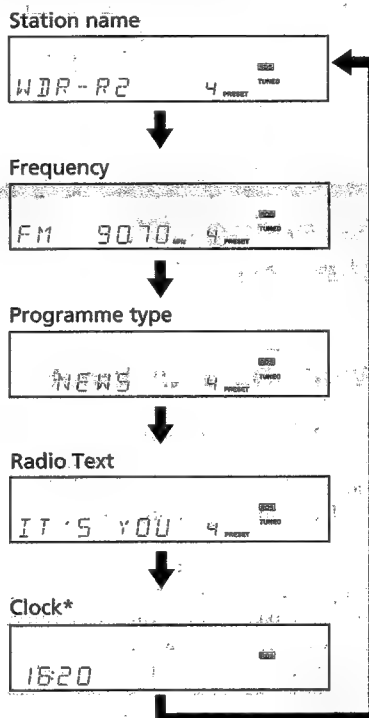 Station name
WDR-R2 4 PRESET TUNED
Frequency
FM 90.70 MHz 4 PRESET TUNED
Programme type
NEWS 4 PRESET TUNED
Radio Text
IT'S YOU 4 PRESET TUNED
Clock*
16:20